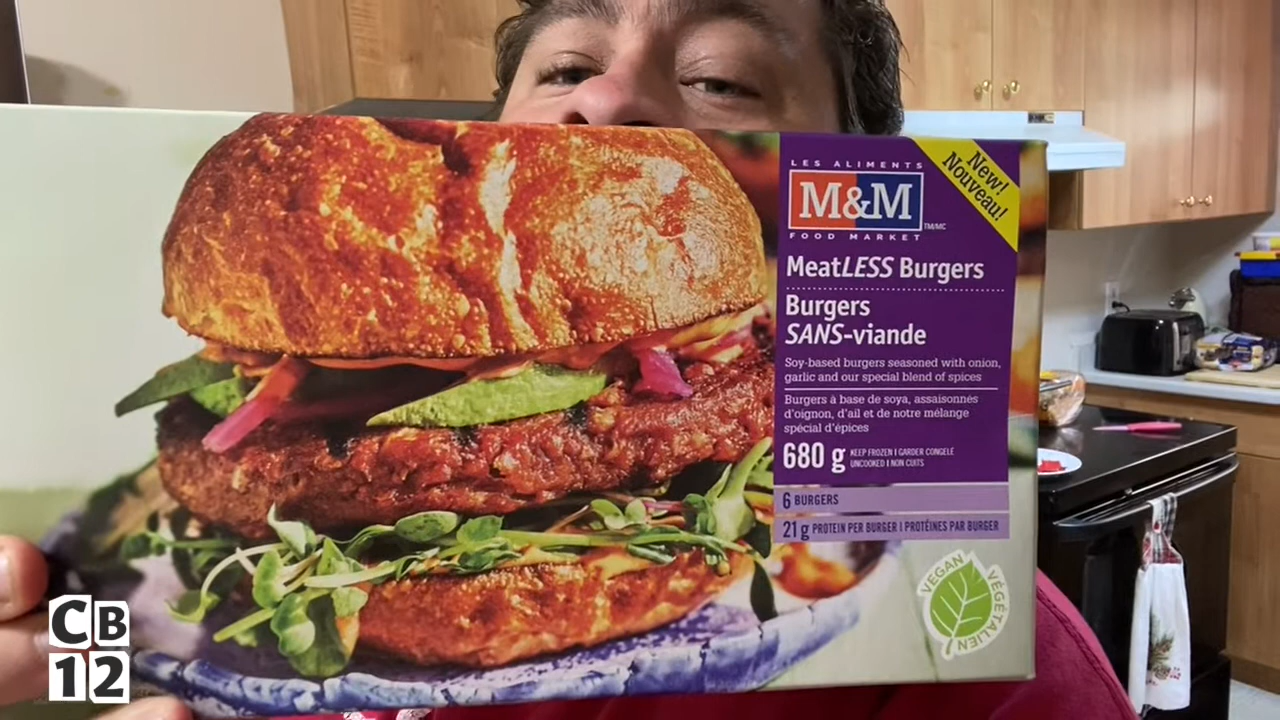 LES ALIMENTS
M&M
TM/MC
FOOD MARKET
New!
Nouveau!
MeatLESS Burgers
Burgers
SANS-viande
Soy-based burgers seasoned with onion,
garlic and our special blend of spices
Burgers à base de soya, assaisonnés
d'oignon, d'ail et de notre mélange
spécial d'épices
680 g
KEEP FROZEN | GARDER CONGELÉ
UNCOOKED | NON CUITS
6 BURGERS
21 g PROTEIN PER BURGER | PROTÉINES PAR BURGER
VEGAN
VÉGÉTALIEN
CB
12